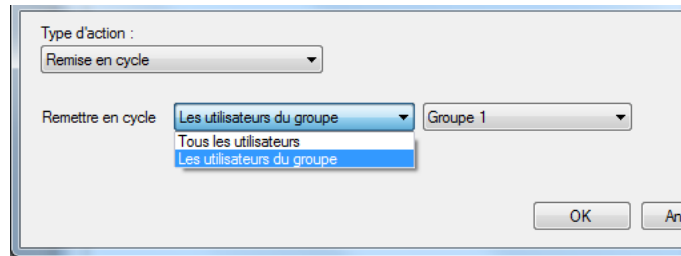 Type d'action :
Remise en cycle
Remettre en cycle Les utilisateurs du groupe Groupe 1
Tous les utilisateurs
Les utilisateurs du groupe
OK An